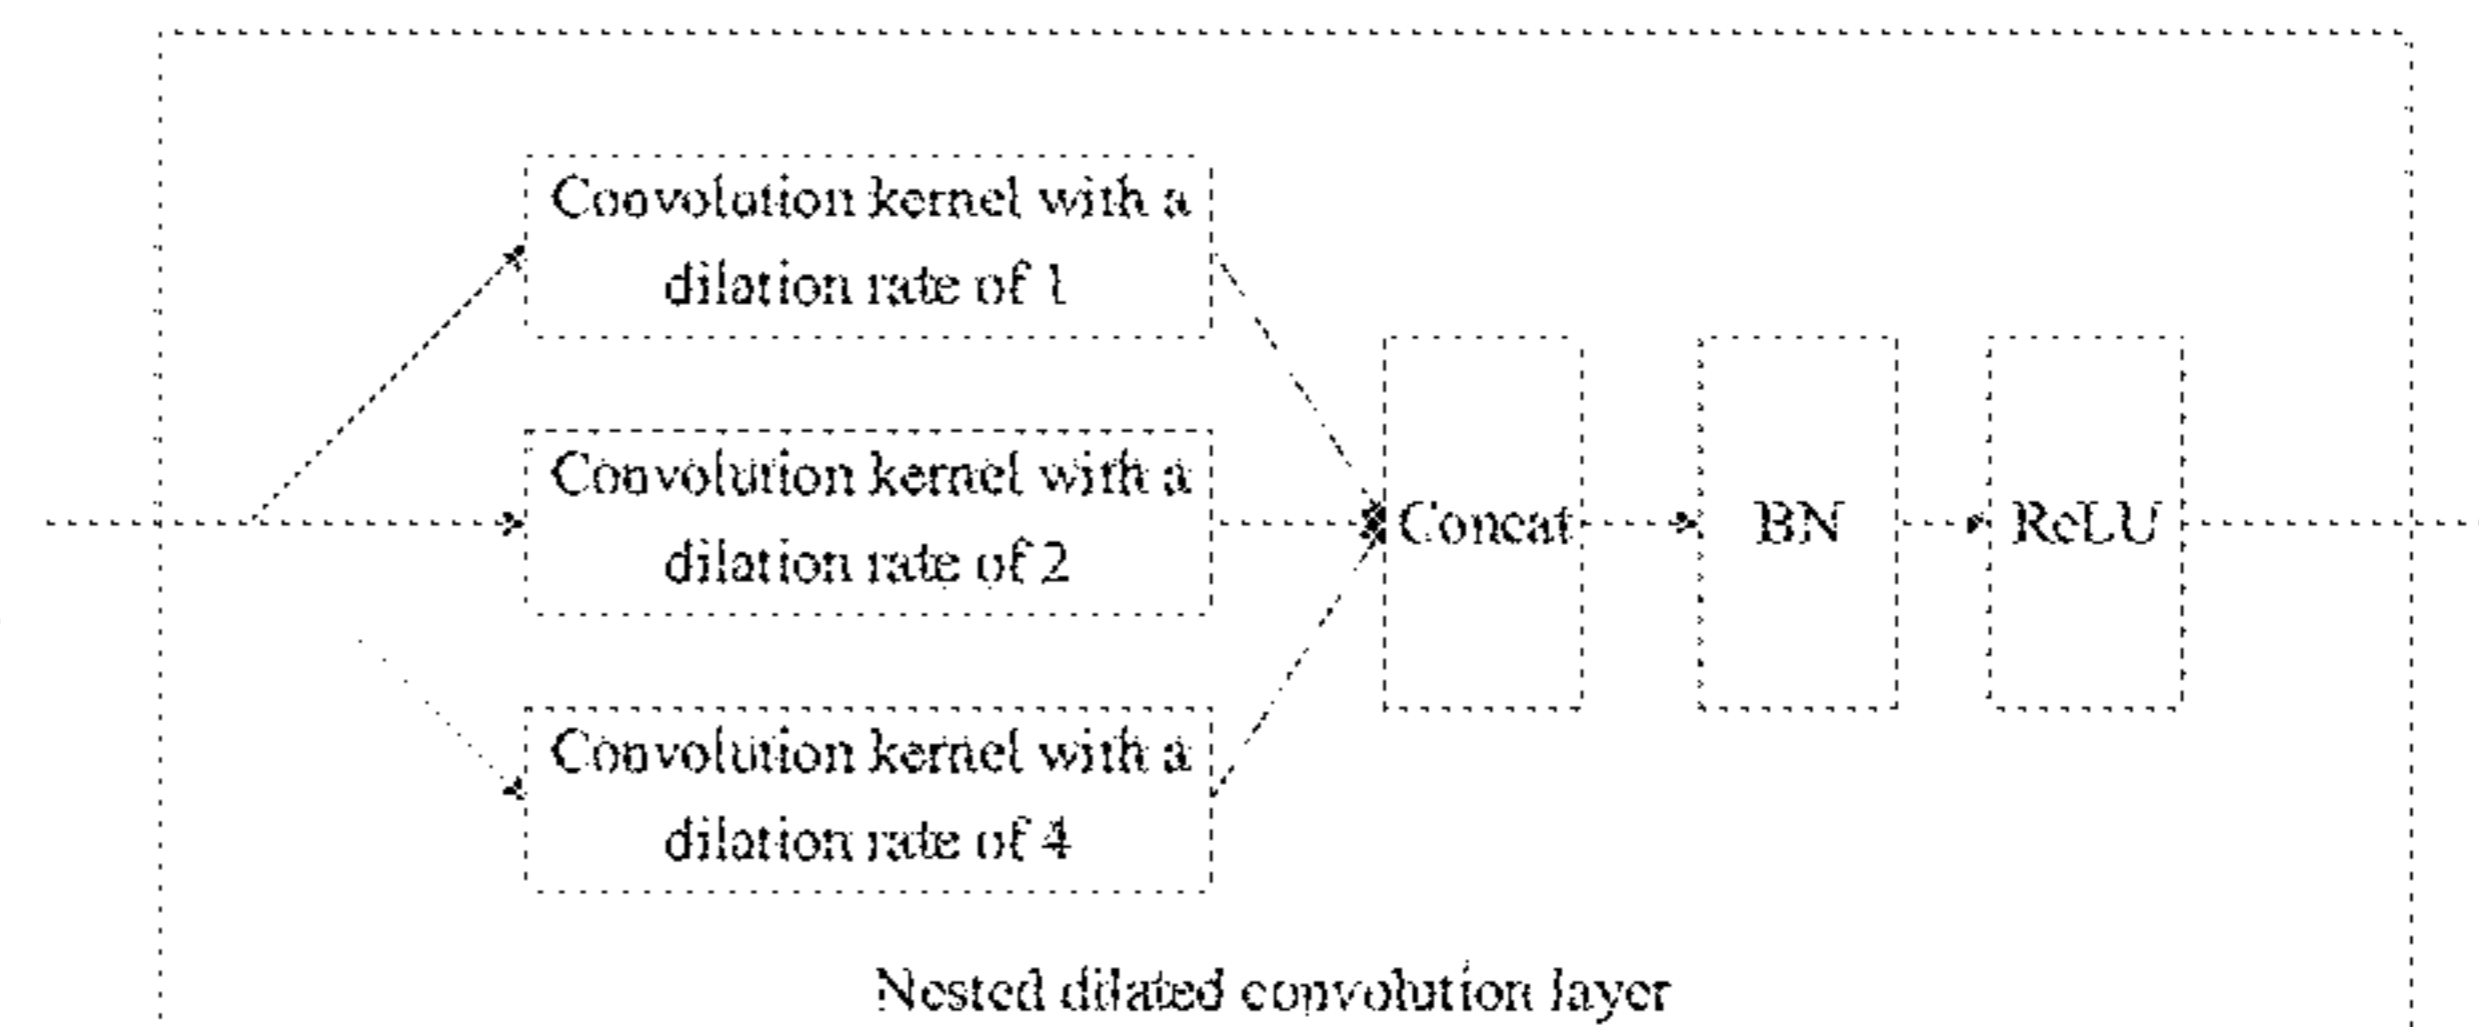 Convolution kernel with a
dilation rate of 1
Convolution kernel with a
dilation rate of 2
Convolution kernel with a
dilation rate of 4
Concat
BN
ReLU
Nested dilated convolution layer